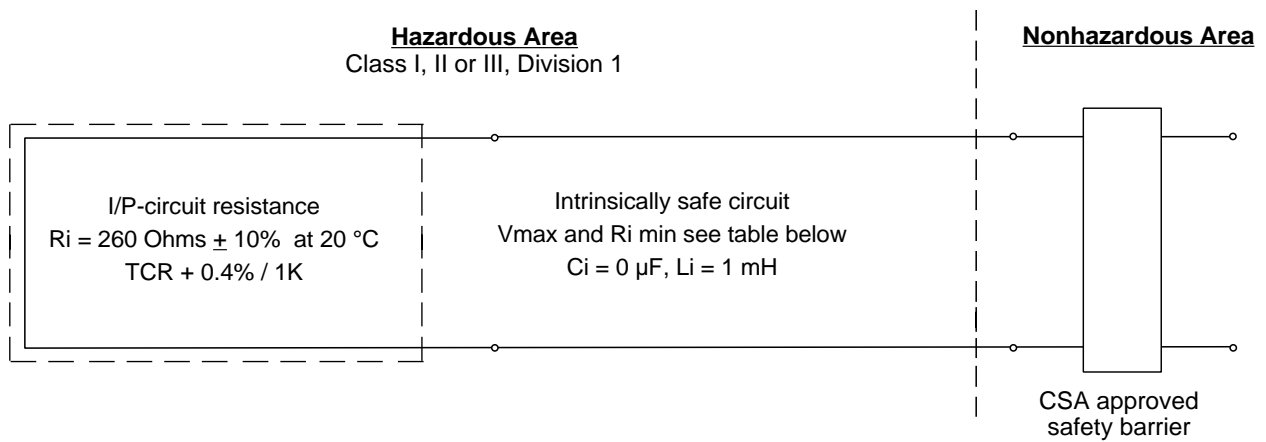 Hazardous Area
Class I, II or III, Division 1
Nonhazardous Area
I/P-circuit resistance
Ri = 260 Ohms ± 10% at 20 °C
TCR + 0.4% / 1K
Intrinsically safe circuit
Vmax and Ri min see table below
Ci = 0 µF, Li = 1 mH
CSA approved
safety barrier